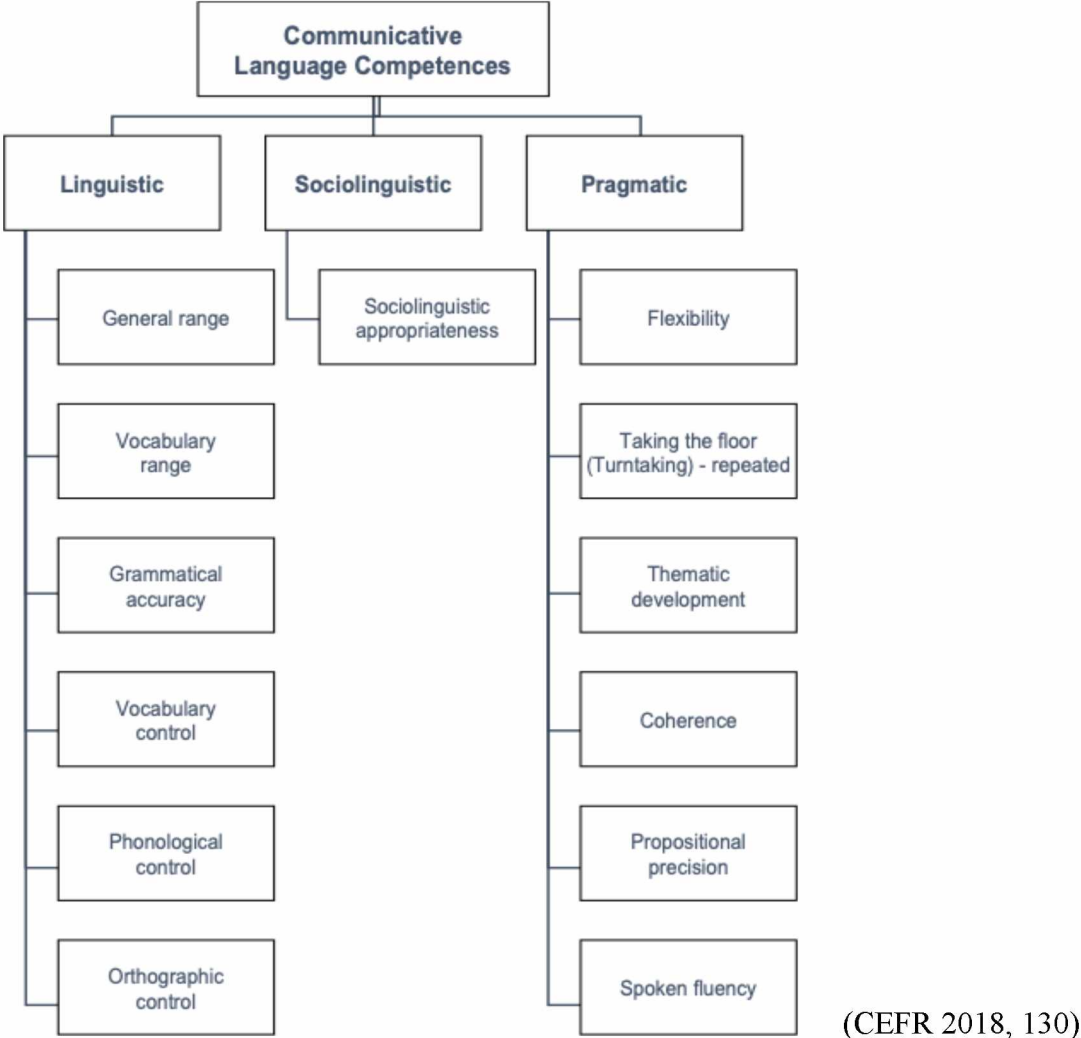 Communicative
Language Competences
Linguistic
Sociolinguistic
Pragmatic
General range
Vocabulary
range
Grammatical
accuracy
Vocabulary
control
Phonological
control
Orthographic
control
Sociolinguistic
appropriateness
Flexibility
Taking the floor
(Turntaking) - repeated
Thematic
development
Coherence
Propositional
precision
Spoken fluency
(CEFR 2018, 130)